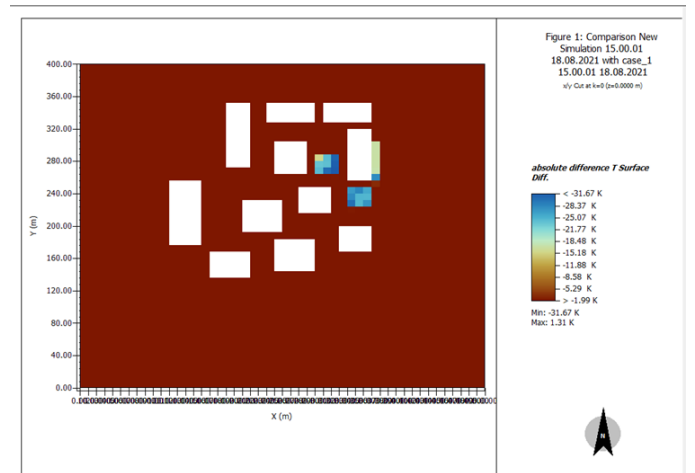 Figure 1: Comparison New
Simulation 15.00.01
18.08.2021 with case_1
15.00.01 18.08.2021
x/y Cut at k=0 (z=0.0000 m)
400.00
360.00
320.00
280.00
240.00
200.00
160.00
120.00
80.00
40.00
0.00
Y (m)
X (m)
absolute difference T Surface
Diff.
< -31.67 K
-28.37 K
-25.07 K
-21.77 K
-18.48 K
-15.18 K
-11.88 K
-8.58 K
-5.29 K
> -1.99 K
Min: -31.67 K
Max: 1.31 K
N